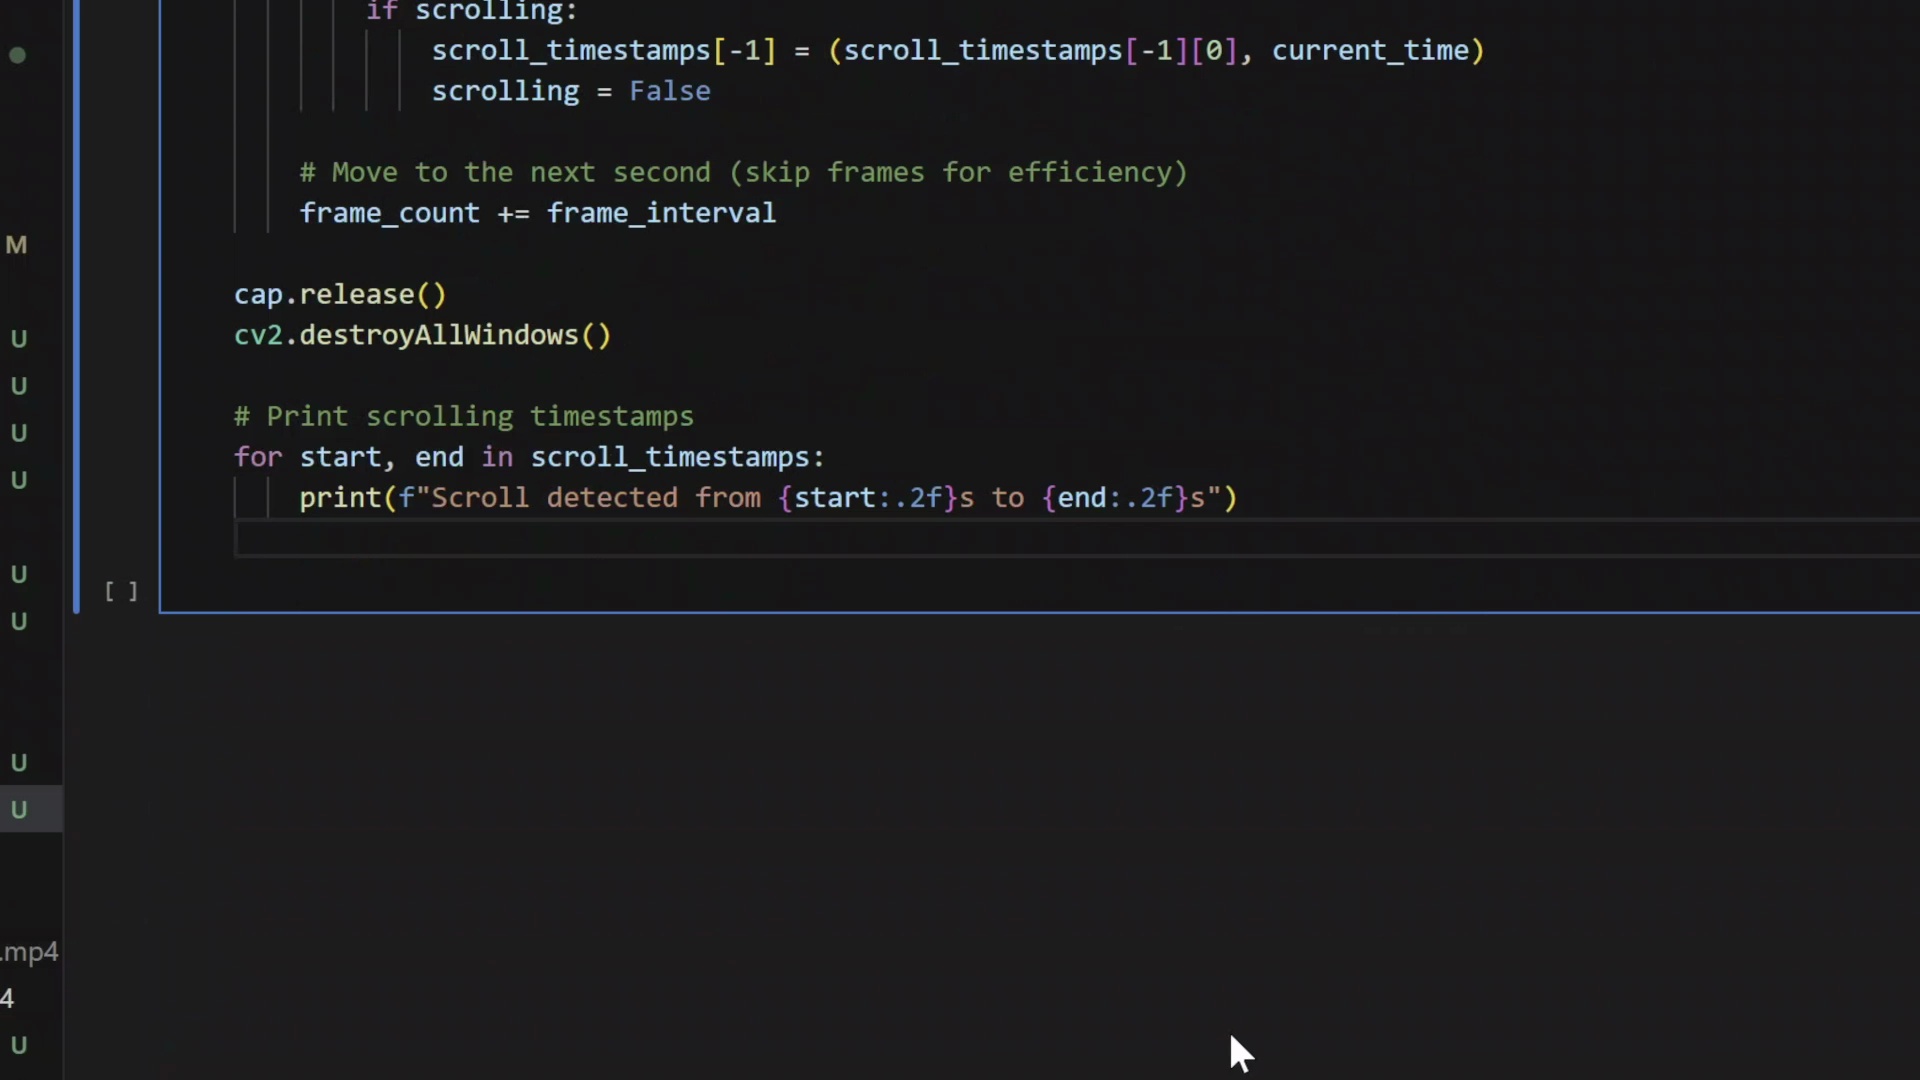 if scrolling:
scroll_timestamps[-1] = (scroll_timestamps[-1][0], current_time)
scrolling = False
# Move to the next second (skip frames for efficiency)
frame_count += frame_interval
M
cap.release()
U
cv2.destroyAllWindows()
U
# Print scrolling timestamps
U
for start, end in scroll_timestamps:
U
print(f"Scroll detected from {start:.2f}s to {end:.2f}s")
U
[ ]
U
U
U
.mp4
4
U